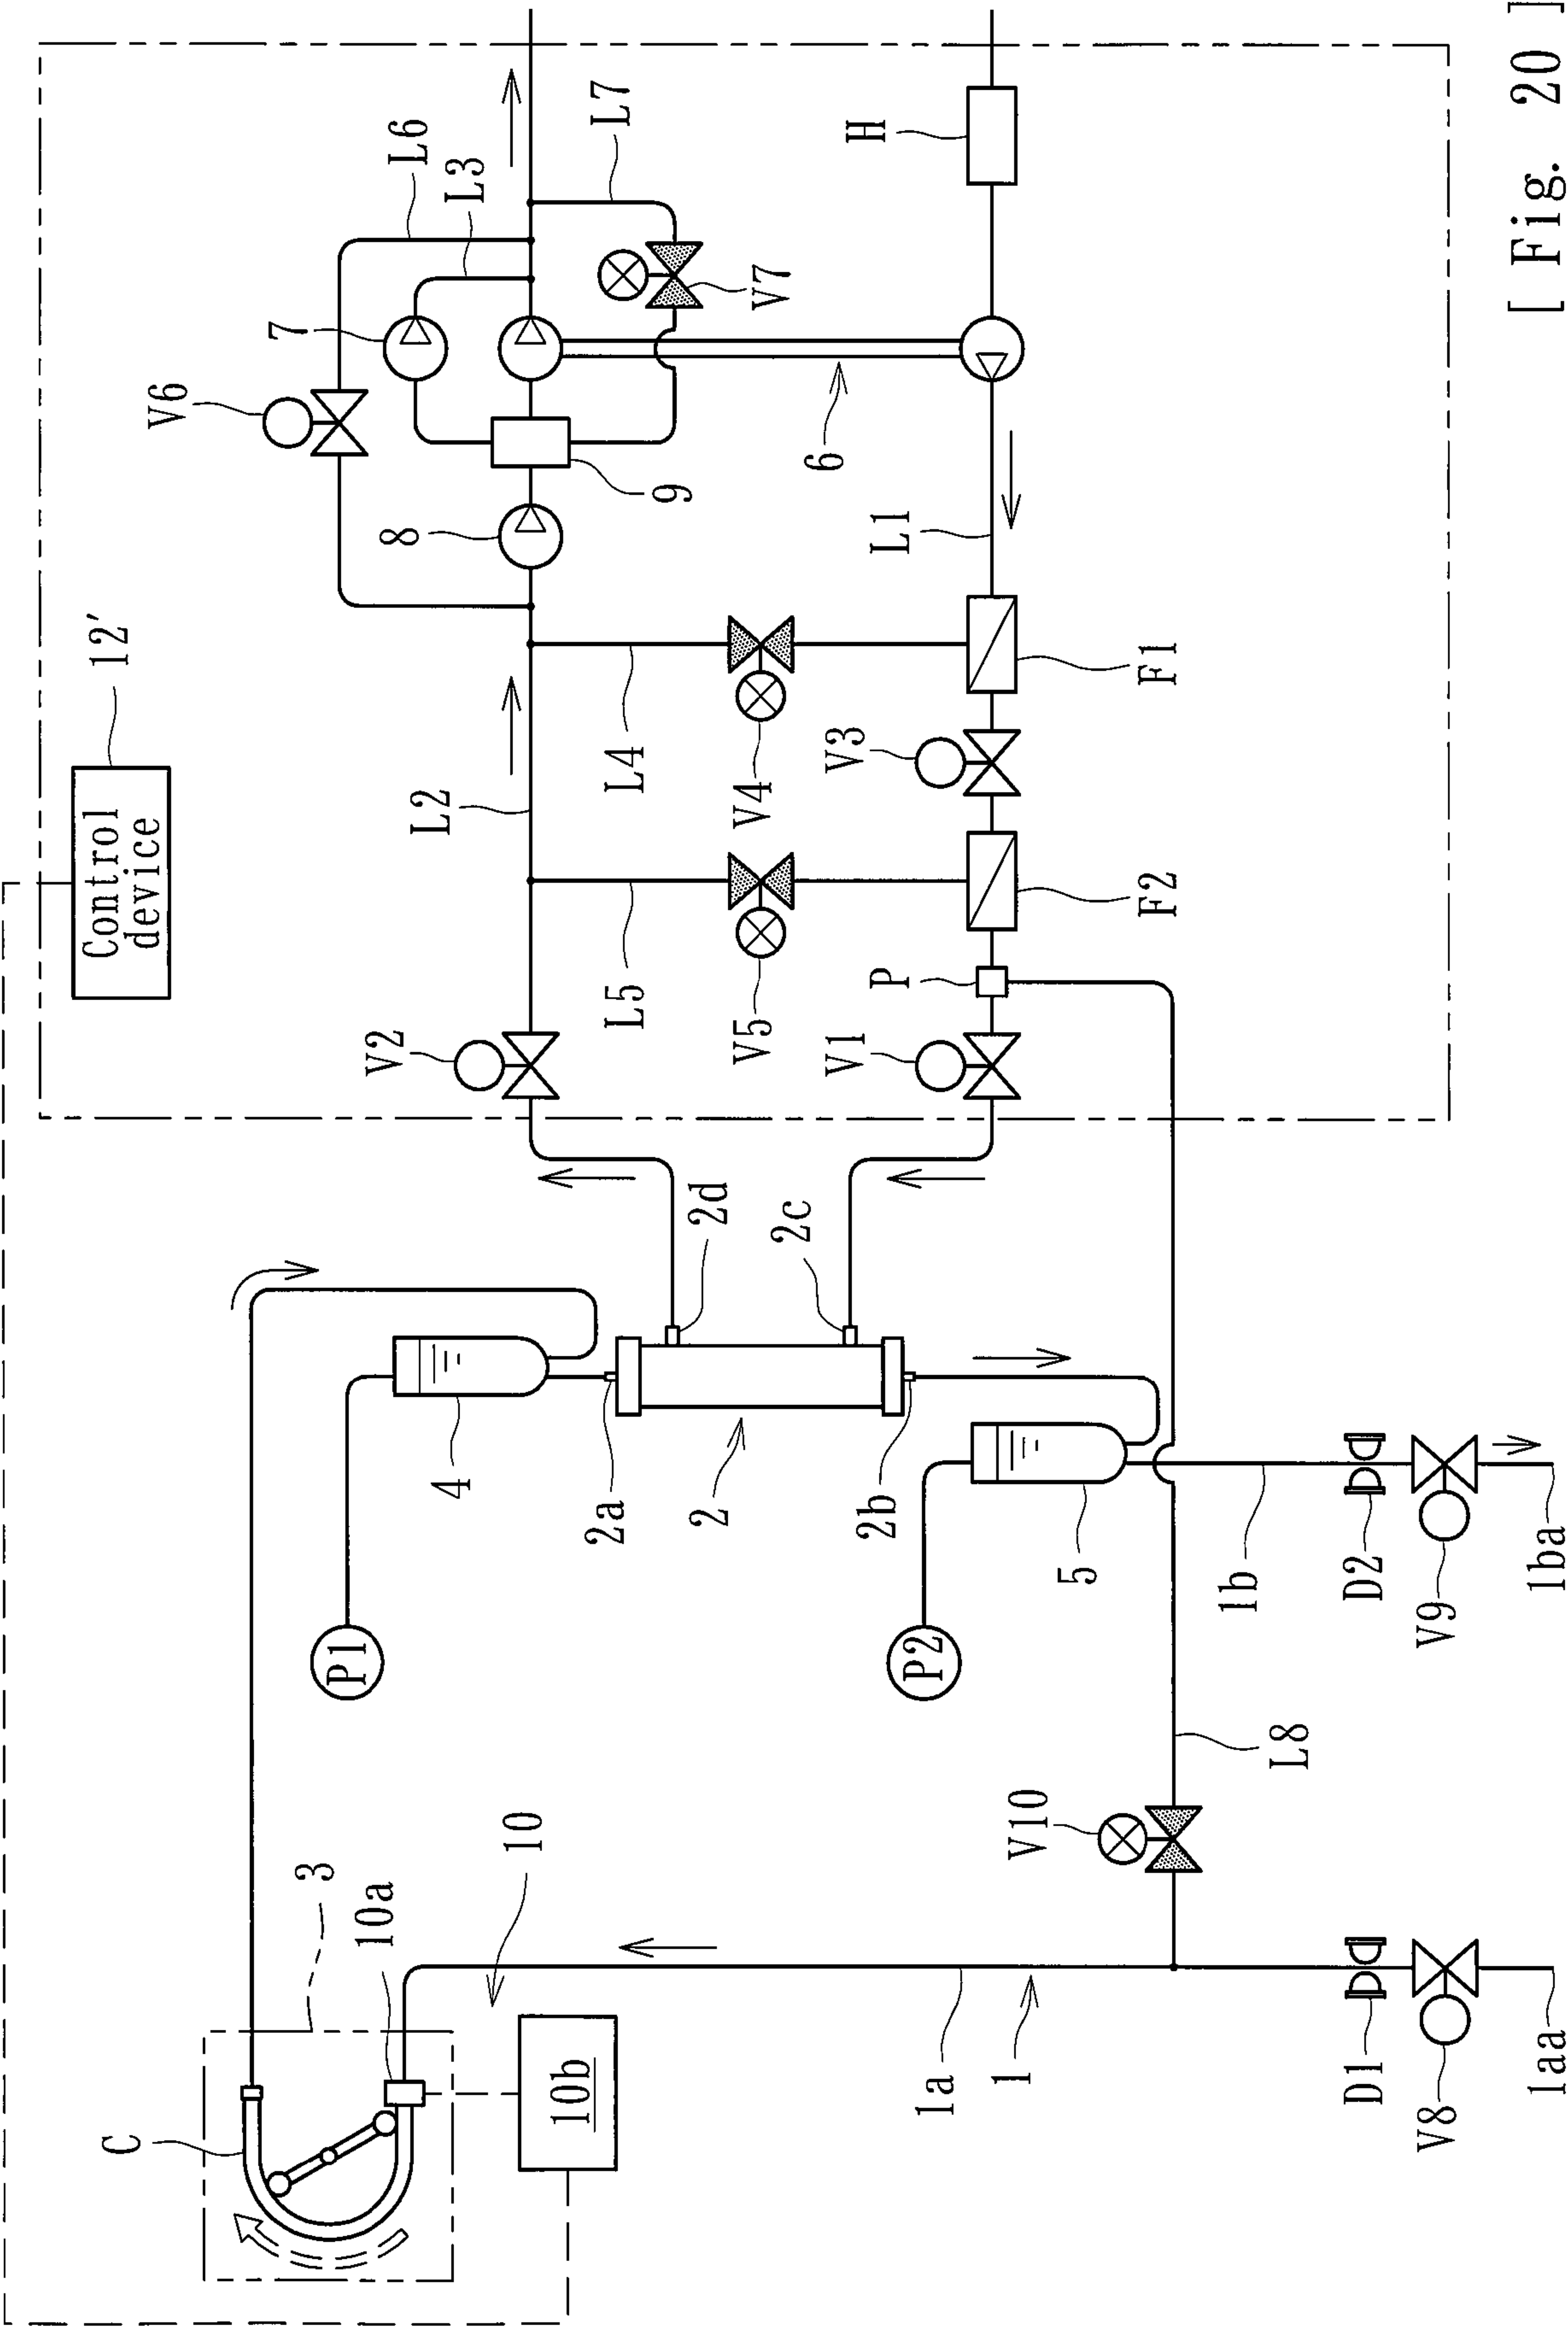 [ Fig. 20 ]
Control
device
12′
C
3
10a
10
10b
P1
4
2a
2
2b
2c
2d
P2
5
V2
L2
L5
V5
L4
V4
8
9
V6
7
L6
L3
L7
V7
6
H
L1
F1
V3
F2
P
V1
1a
1
V10
L8
1b
D1
V8
1aa
D2
V9
1ba